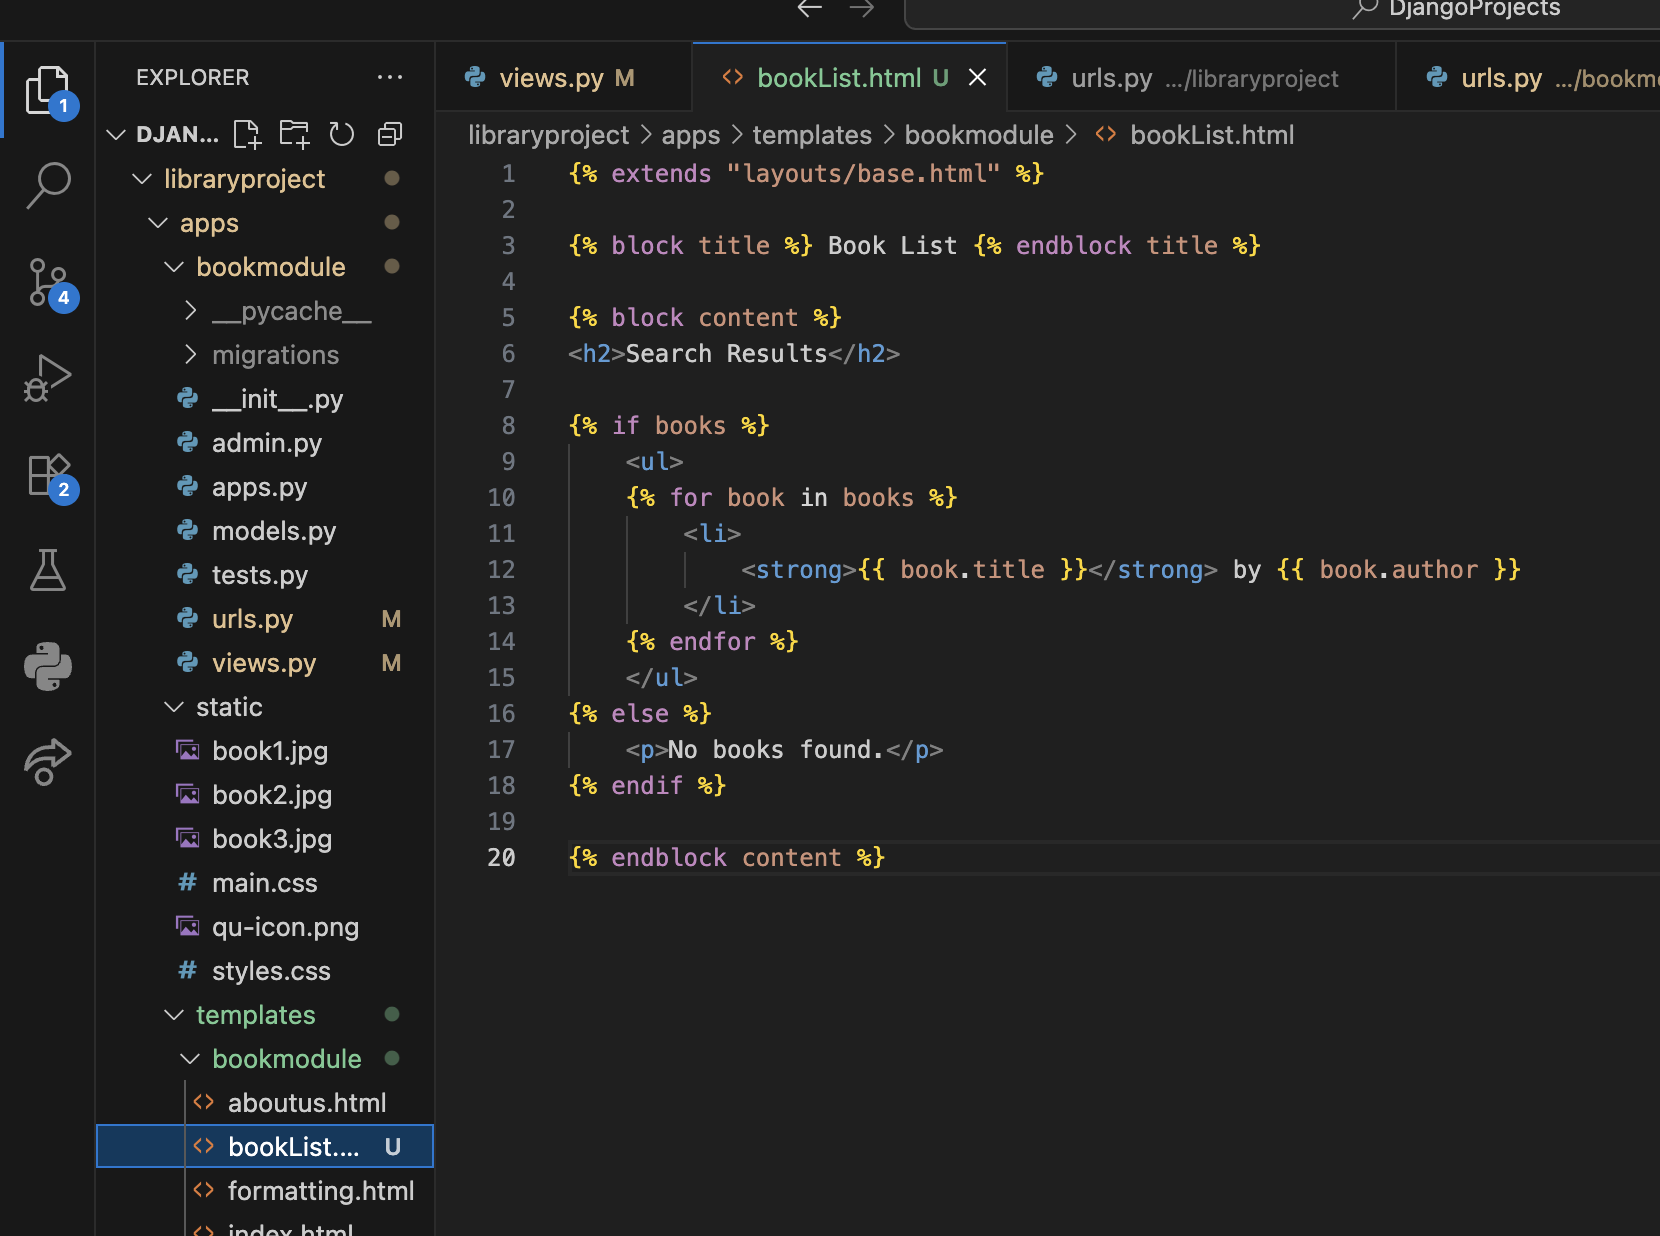 DjangoProjects
EXPLORER
views.py M
bookList.html U
urls.py .../libraryproject
urls.py
1
DJAN...
libraryproject > apps > templates > bookmodule > <> bookList.html
libraryproject
apps
bookmodule
__pycache__
migrations
__init__.py
admin.py
apps.py
models.py
tests.py
urls.py M
views.py M
static
book1.jpg
book2.jpg
book3.jpg
main.css
qu-icon.png
styles.css
templates
bookmodule
aboutus.html
bookList.... U
formatting.html
index.html
4
2
1 {% extends "layouts/base.html" %}
2
3 {% block title %} Book List {% endblock title %}
4
5 {% block content %}
6 <h2>Search Results</h2>
7
8 {% if books %}
9 <ul>
10 {% for book in books %}
11 <li>
12 <strong>{{ book.title }}</strong> by {{ book.author }}
13 </li>
14 {% endfor %}
15 </ul>
16 {% else %}
17 <p>No books found.</p>
18 {% endif %}
19
20 {% endblock content %}